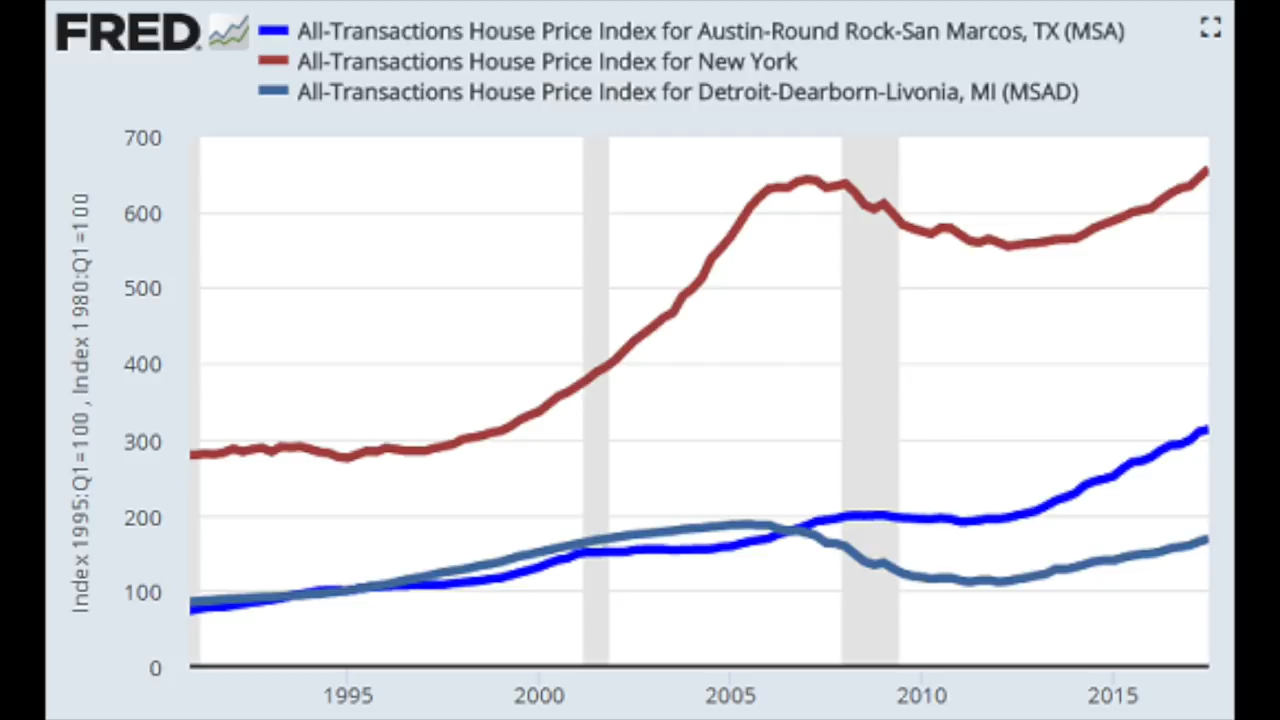 FRED
All-Transactions House Price Index for Austin-Round Rock-San Marcos, TX (MSA)
All-Transactions House Price Index for New York
All-Transactions House Price Index for Detroit-Dearborn-Livonia, MI (MSAD)
Index 1995:Q1=100 , Index 1980:Q1=100
700
600
500
400
300
200
100
0
1995 2000 2005 2010 2015